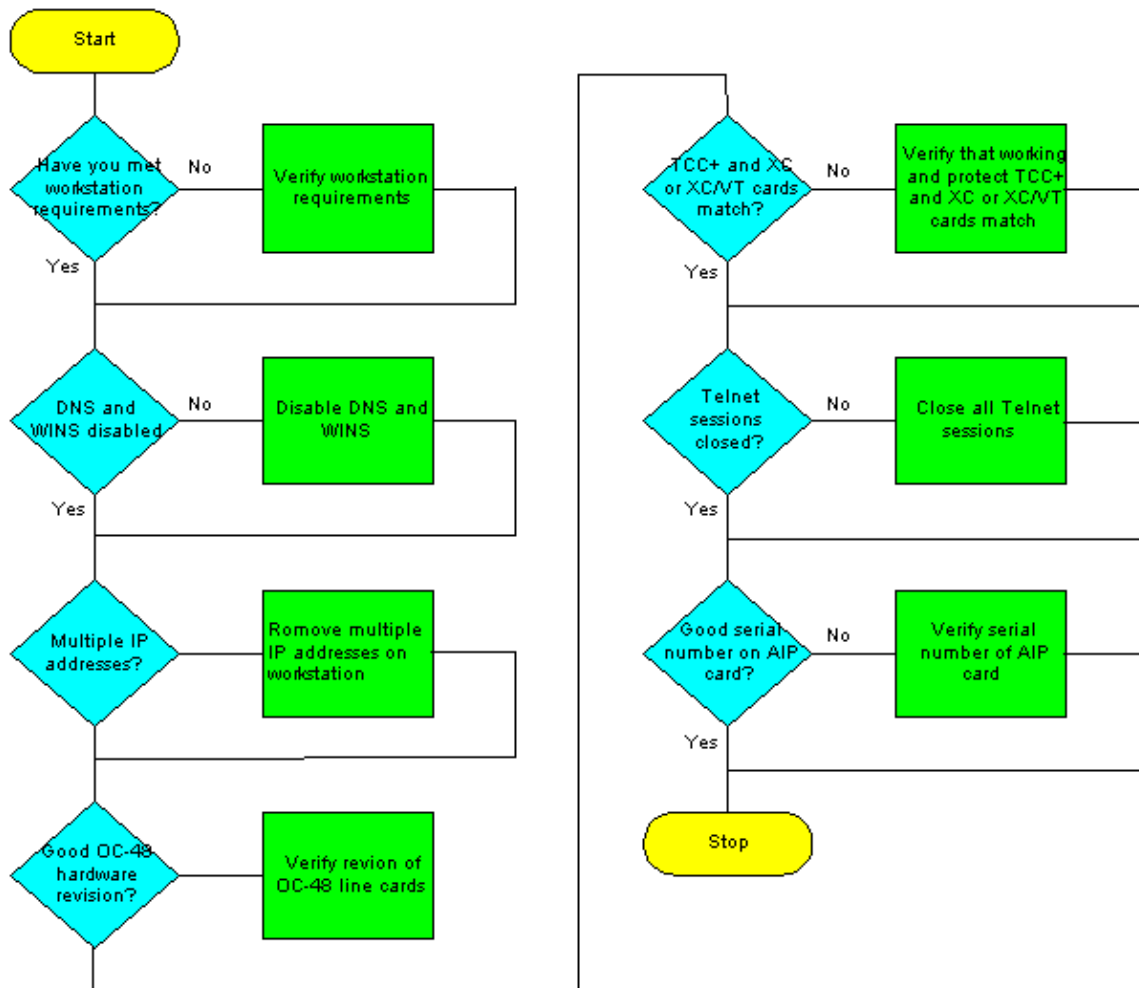 Start
Have you met
workstation
requirements?
No
Verify workstation
requirements
Yes
DNS and
WINS disabled
No
Disable DNS and
WINS
Yes
Multiple IP
addresses?
Romove multiple
IP addresses on
workstation
Good OC-48
hardware
revision?
Verify revion of
OC-48 line cards
TCC+ and XC
or XC/VT cards
match?
No
Verify that working
and protect TCC+
and XC or XC/VT
cards match
Yes
Telnet
sessions
closed?
No
Close all Telnet
sessions
Yes
Good serial
number on AIP
card?
No
Verify serial
number of AIP
card
Yes
Stop